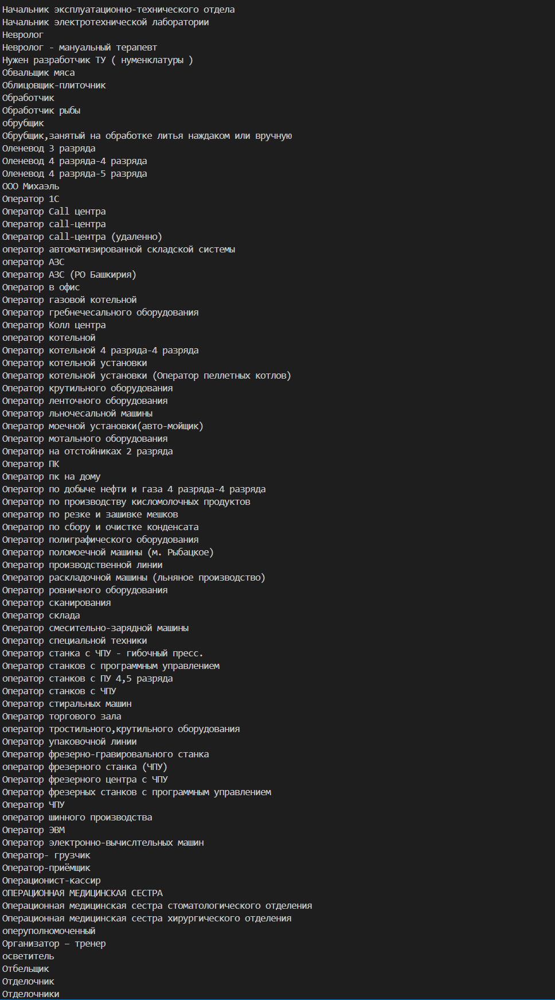 Начальник эксплуатационно-технического отдела
Начальник электротехнической лаборатории
Невролог
Невролог - мануальный терапевт
Нужен разработчик ТУ ( нуменклатуры )
Обвальщик мяса
Облицовщик-плиточник
Обработчик
Обработчик рыбы
обрубщик
Обрубщик,занятый на обработке литья наждаком или вручную
Оленевод 3 разряда
Оленевод 4 разряда-4 разряда
Оленевод 4 разряда-5 разряда
ООО Михаэль
Оператор 1С
Оператор Call центра
Оператор call-центра
Оператор call-центра (удаленно)
оператор автоматизированной складской системы
оператор АЗС
Оператор АЗС (РО Башкирия)
Оператор в офис
Оператор газовой котельной
Оператор гребнечесального оборудования
Оператор Колл центра
оператор котельной
Оператор котельной 4 разряда-4 разряда
Оператор котельной установки
Оператор котельной установки (Оператор пеллетных котлов)
Оператор крутильного оборудования
Оператор ленточного оборудования
Оператор льночесальной машины
Оператор моечной установки(авто-мойщик)
Оператор мотального оборудования
Оператор на отстойниках 2 разряда
Оператор ПК
Оператор пк на дому
Оператор по добыче нефти и газа 4 разряда-4 разряда
Оператор по производству кисломолочных продуктов
оператор по резке и зашивке мешков
Оператор по сбору и очистке конденсата
Оператор полиграфического оборудования
Оператор поломоечной машины (м. Рыбацкое)
Оператор производственной линии
Оператор раскладочной машины (льняное производство)
Оператор ровничного оборудования
Оператор сканирования
Оператор склада
Оператор смесительно-зарядной машины
Оператор специальной техники
Оператор станка с ЧПУ - гибочный пресс.
Оператор станков с программным управлением
оператор станков с ПУ 4,5 разряда
Оператор станков с ЧПУ
Оператор стиральных машин
Оператор торгового зала
оператор тростильного,крутильного оборудования
Оператор упаковочной линии
Оператор фрезерно-гравировального станка
оператор фрезерного станка (ЧПУ)
Оператор фрезерного центра с ЧПУ
Оператор фрезерных станков с программным управлением
Оператор ЧПУ
оператор шинного производства
Оператор ЭВМ
Оператор электронно-вычислтельных машин
Оператор- грузчик
Оператор-приёмщик
Операционист-кассир
ОПЕРАЦИОННАЯ МЕДИЦИНСКАЯ СЕСТРА
Операционная медицинская сестра стоматологического отделения
Операционная медицинская сестра хирургического отделения
оперуполномоченный
Организатор – тренер
осветитель
Отбельщик
Отделочник
Отделочники